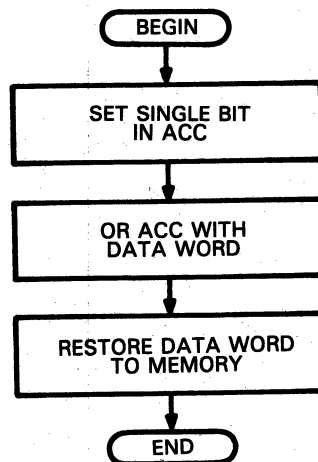 BEGIN
SET SINGLE BIT
IN ACC
OR ACC WITH
DATA WORD
RESTORE DATA WORD
TO MEMORY
END